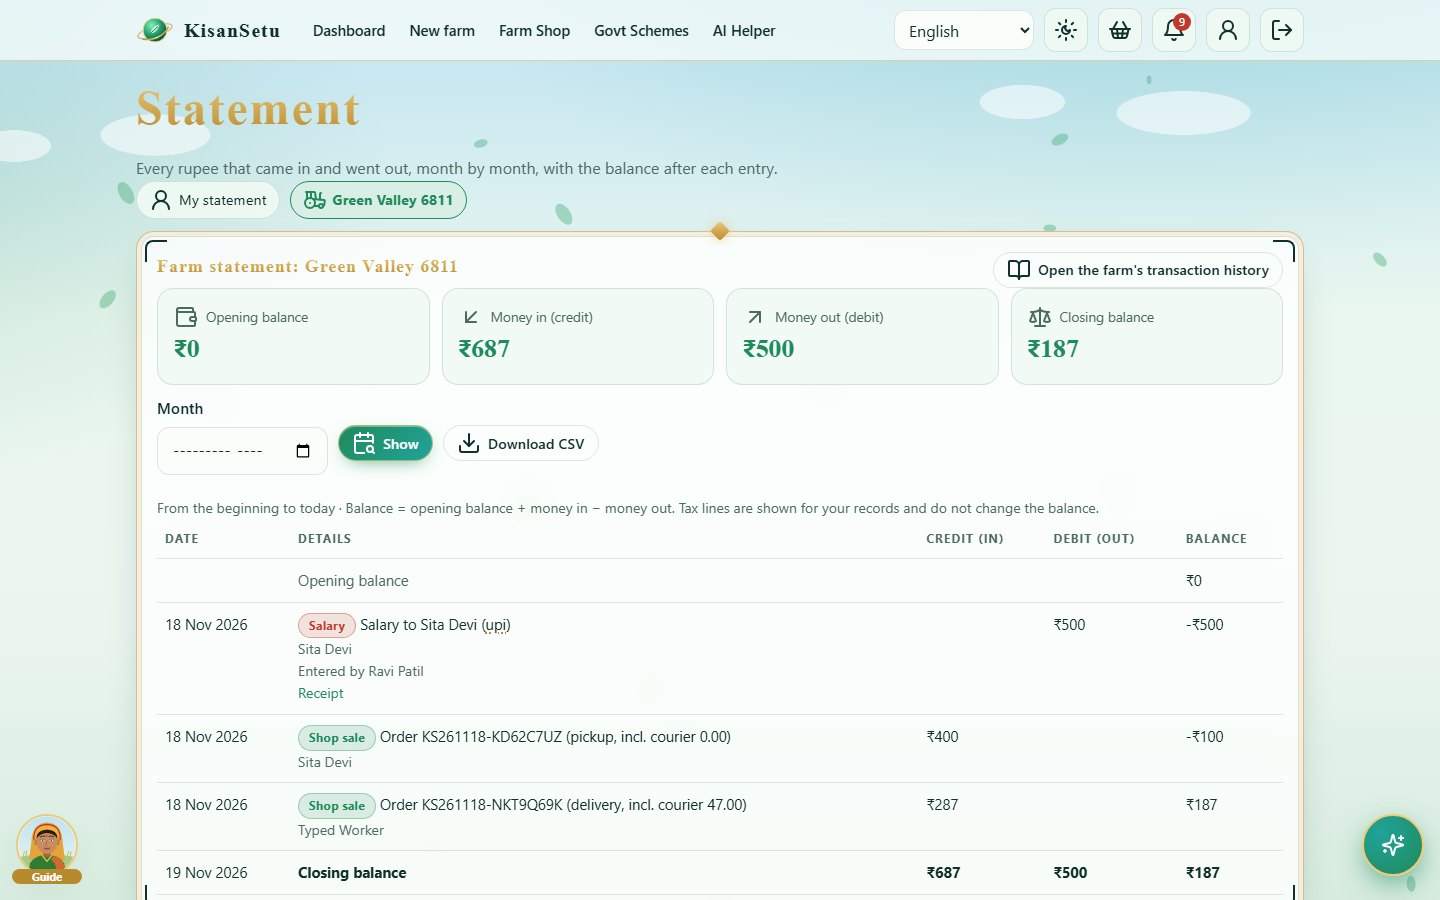 KisanSetu Dashboard New farm Farm Shop Govt Schemes AI Helper English 9
Statement
Every rupee that came in and went out, month by month, with the balance after each entry.
My statement Green Valley 6811
Farm statement: Green Valley 6811 Open the farm's transaction history
Opening balance Money in (credit) Money out (debit) Closing balance
₹0 ₹687 ₹500 ₹187
Month
--------- ---- Show Download CSV
From the beginning to today · Balance = opening balance + money in − money out. Tax lines are shown for your records and do not change the balance.
DATE DETAILS CREDIT (IN) DEBIT (OUT) BALANCE
Opening balance ₹0
18 Nov 2026 Salary Salary to Sita Devi (upi) ₹500 -₹500
Sita Devi
Entered by Ravi Patil
Receipt
18 Nov 2026 Shop sale Order KS261118-KD62C7UZ (pickup, incl. courier 0.00) ₹400 -₹100
Sita Devi
18 Nov 2026 Shop sale Order KS261118-NKT9Q69K (delivery, incl. courier 47.00) ₹287 ₹187
Typed Worker
19 Nov 2026 Closing balance ₹687 ₹500 ₹187
Guide